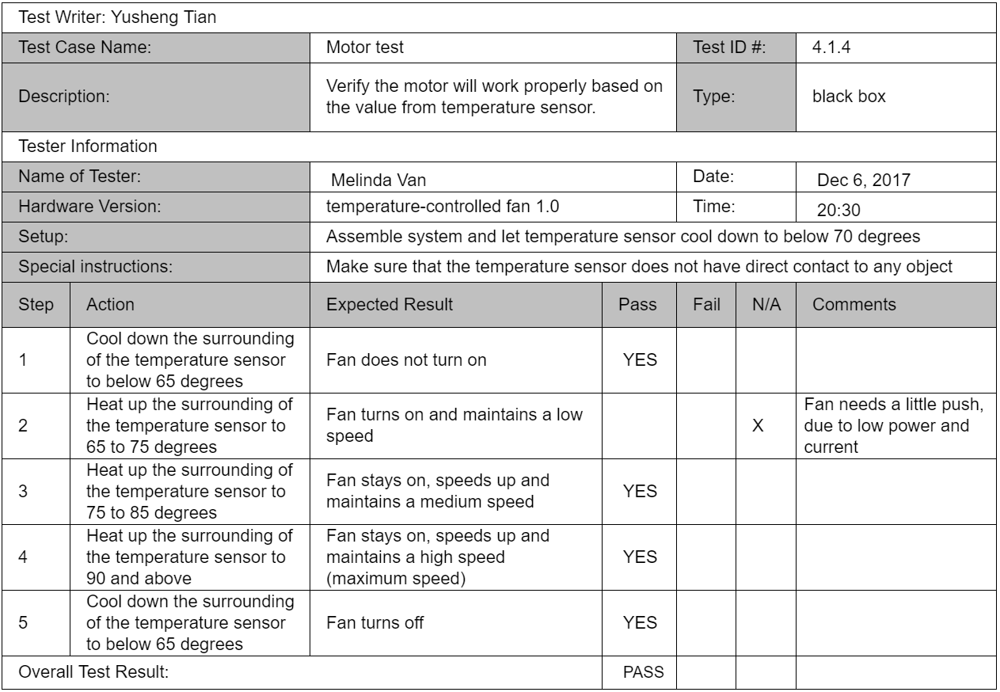 Test Writer: Yusheng Tian
Test Case Name: Motor test Test ID #: 4.1.4
Description: Verify the motor will work properly based on
the value from temperature sensor. Type: black box
Tester Information
Name of Tester: Melinda Van Date: Dec 6, 2017
Hardware Version: temperature-controlled fan 1.0 Time: 20:30
Setup: Assemble system and let temperature sensor cool down to below 70 degrees
Special instructions: Make sure that the temperature sensor does not have direct contact to any object
Step Action Expected Result Pass Fail N/A Comments
1 Cool down the surrounding
of the temperature sensor
to below 65 degrees
Fan does not turn on YES
2 Heat up the surrounding of
the temperature sensor to
65 to 75 degrees
Fan turns on and maintains a low
speed
X
Fan needs a little push,
due to low power and
current
3 Heat up the surrounding of
the temperature sensor to
75 to 85 degrees
Fan stays on, speeds up and
maintains a medium speed
YES
4 Heat up the surrounding of
the temperature sensor to
90 and above
Fan stays on, speeds up and
maintains a high speed
(maximum speed)
YES
5 Cool down the surrounding
of the temperature sensor
to below 65 degrees
Fan turns off YES
Overall Test Result: PASS